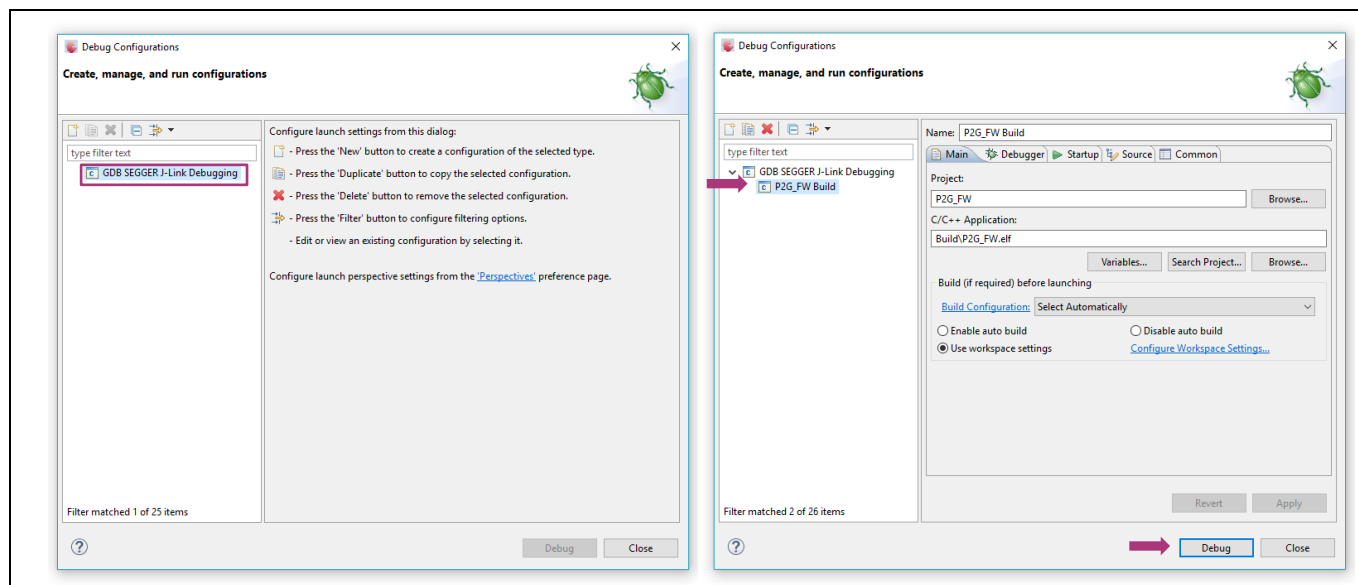 Debug Configurations
Create, manage, and run configurations
type filter text
GDB SEGGER J-Link Debugging
Filter matched 1 of 25 items
Configure launch settings from this dialog:
- Press the 'New' button to create a configuration of the selected type.
- Press the 'Duplicate' button to copy the selected configuration.
- Press the 'Delete' button to remove the selected configuration.
- Press the 'Filter' button to configure filtering options.
- Edit or view an existing configuration by selecting it.
Configure launch perspective settings from the 'Perspectives' preference page.
? Debug Close
Debug Configurations
Create, manage, and run configurations
type filter text
GDB SEGGER J-Link Debugging
P2G_FW Build
Filter matched 2 of 26 items
Name: P2G_FW Build
Main Debugger Startup Source Common
Project:
P2G_FW Browse...
C/C++ Application:
Build\P2G_FW.elf
Variables... Search Project... Browse...
Build (if required) before launching
Build Configuration: Select Automatically
Enable auto build Disable auto build
Use workspace settings Configure Workspace Settings...
Revert Apply
? Debug Close